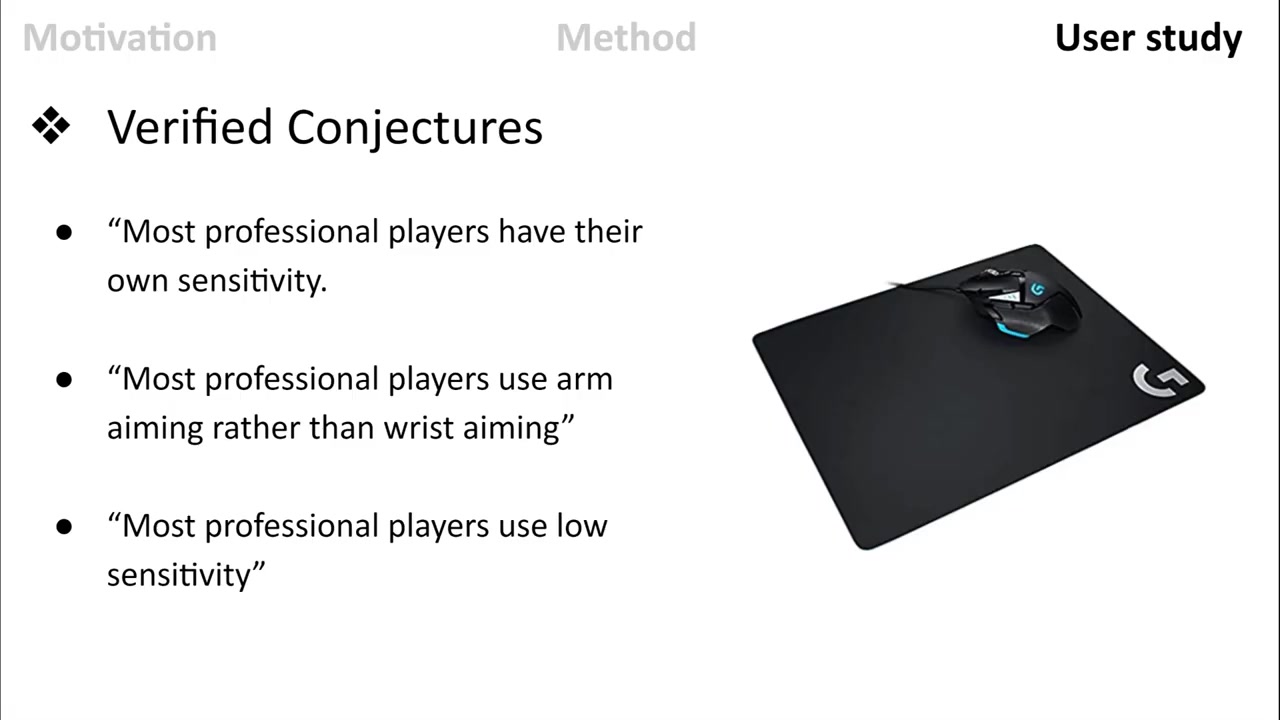 Motivation
Method
User study
❖ Verified Conjectures
● “Most professional players have their
own sensitivity.
● “Most professional players use arm
aiming rather than wrist aiming”
● “Most professional players use low
sensitivity”